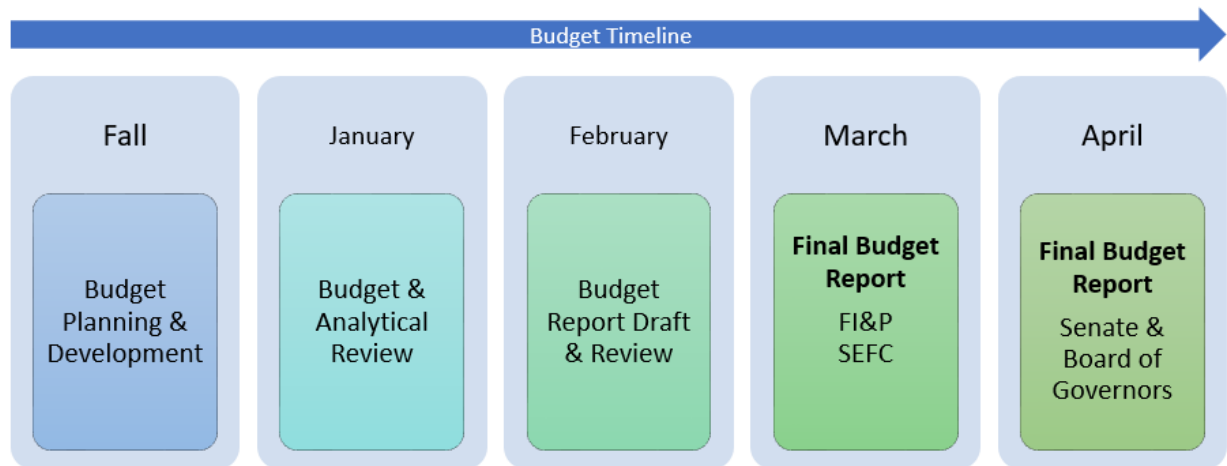 Budget Timeline
Fall
Budget
Planning &
Development
January
Budget &
Analytical
Review
February
Budget
Report Draft
& Review
March
Final Budget
Report
FI&P
SEFC
April
Final Budget
Report
Senate &
Board of
Governors